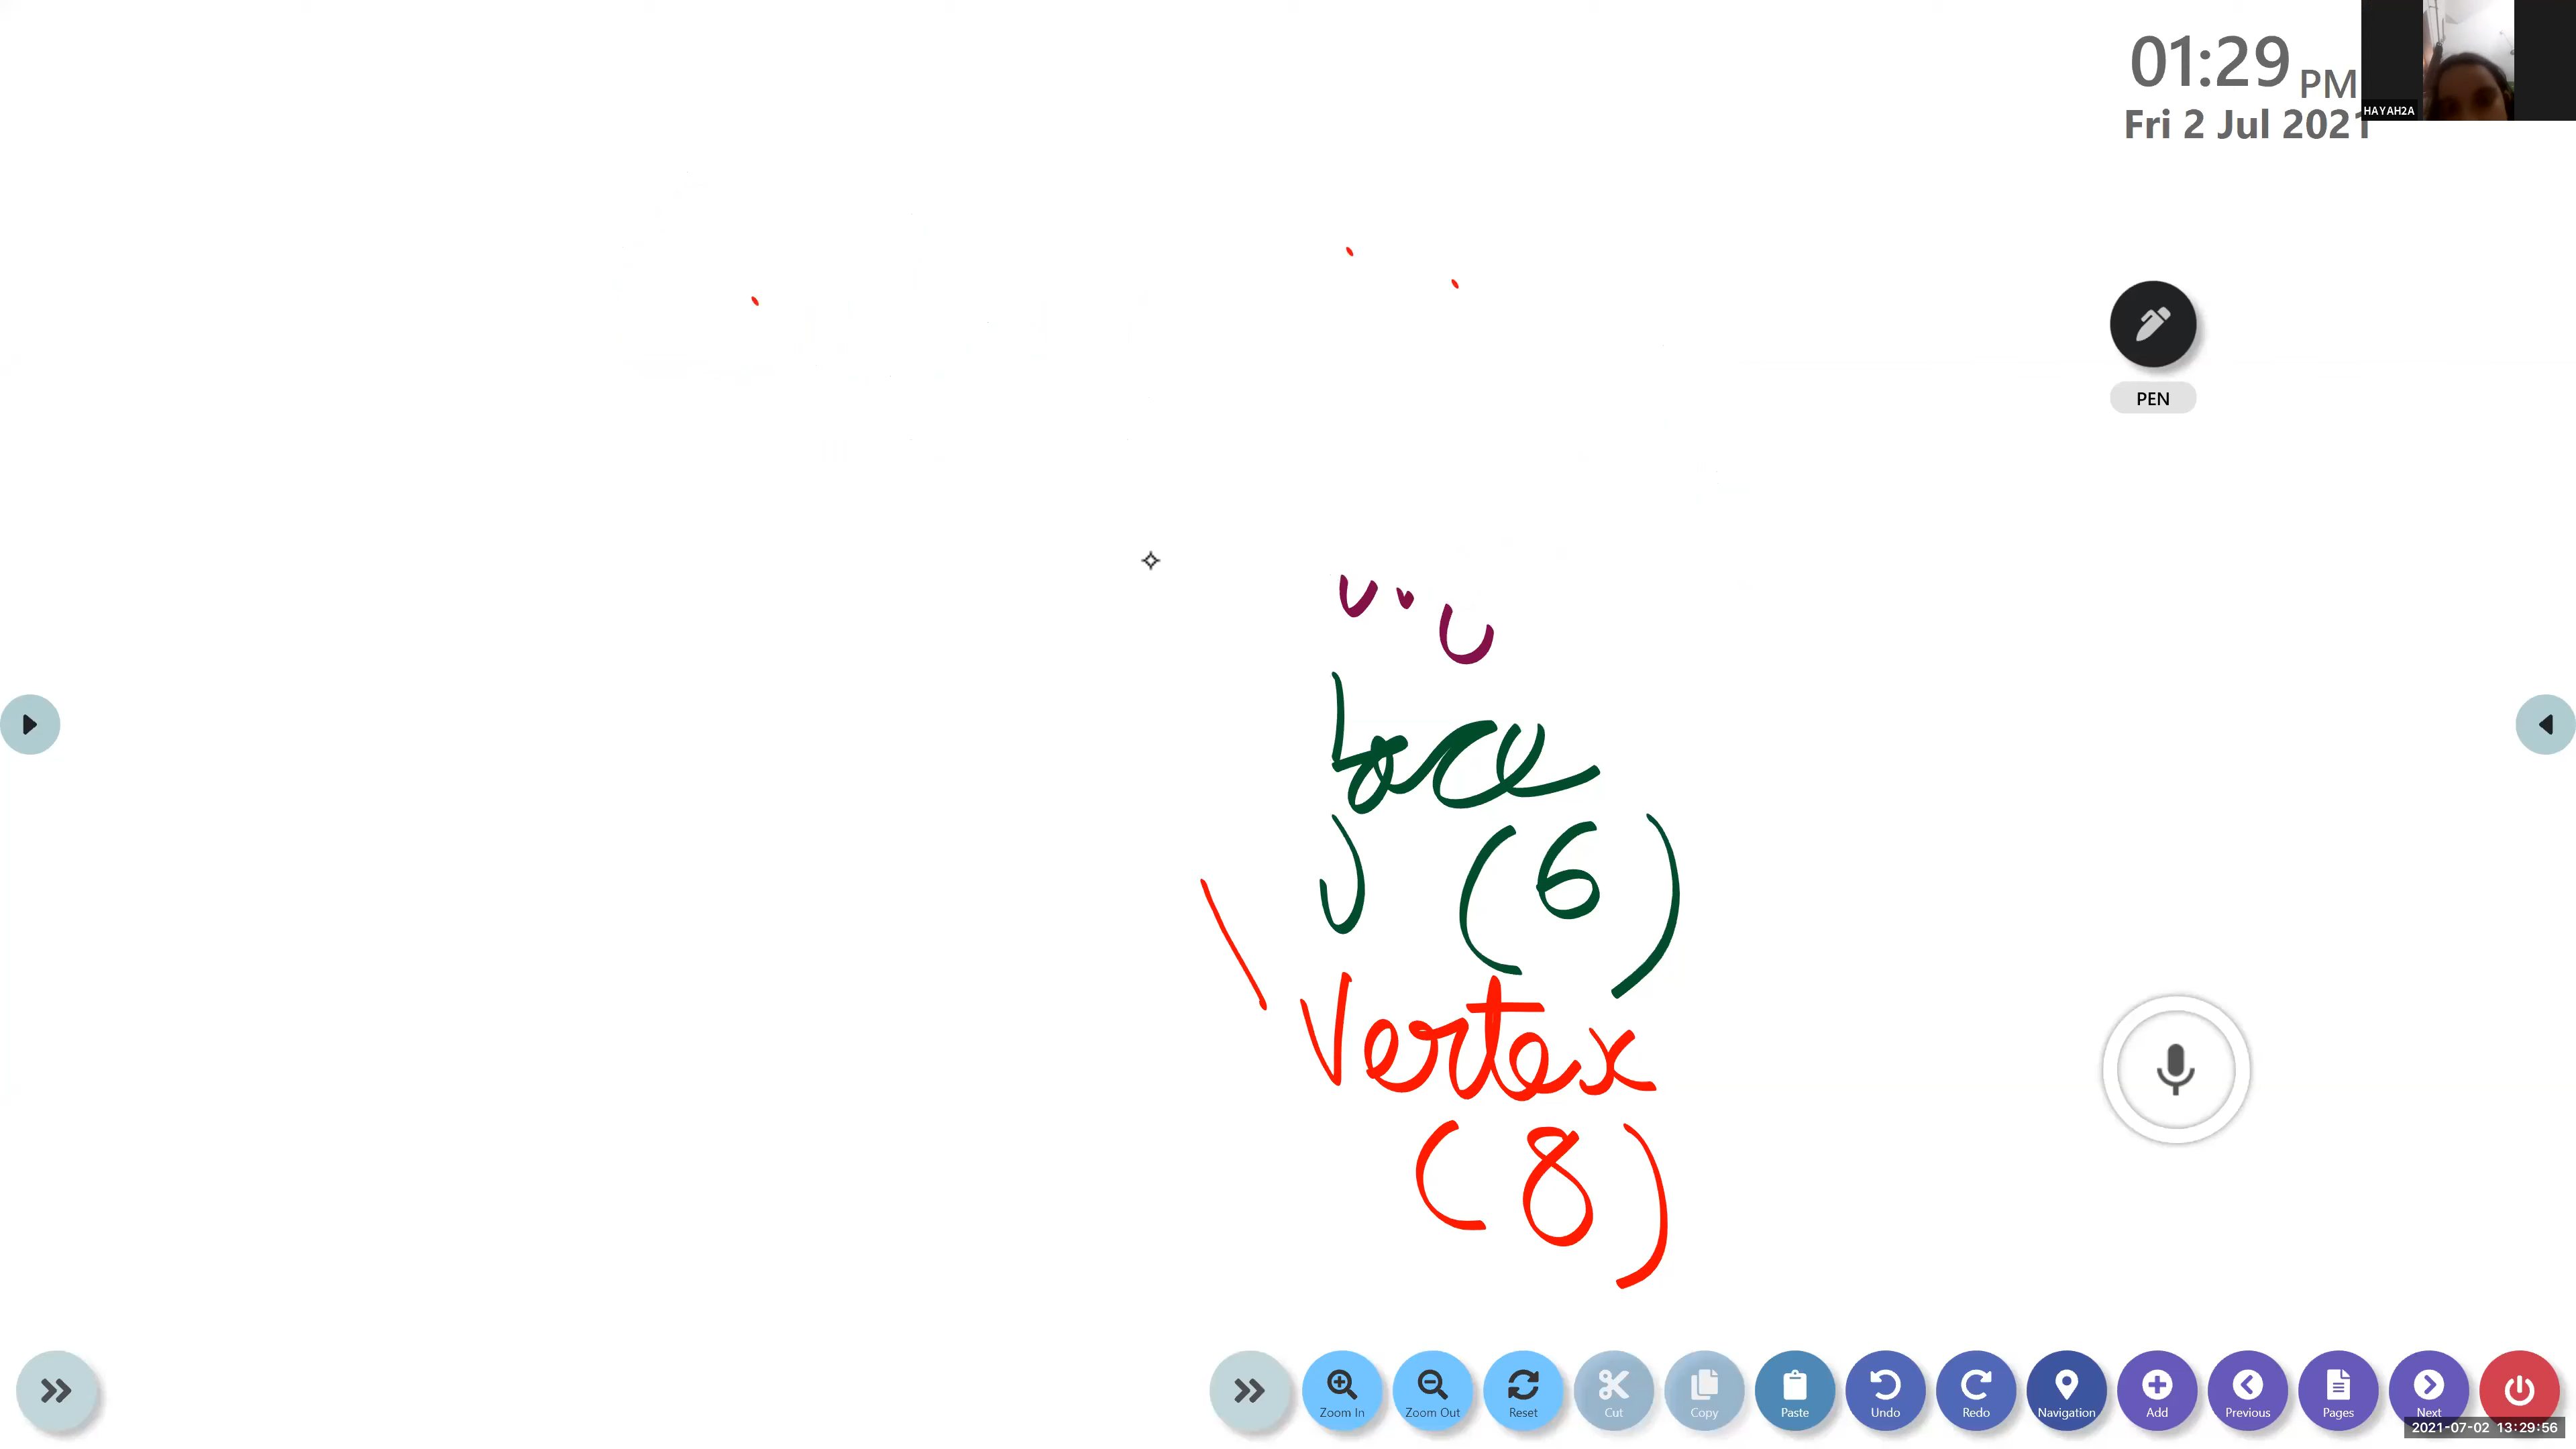 01:29 PM
Fri 2 Jul 2021
HAYAH2A
PEN
face
(6)
Vertex
(8)
Zoom In
Zoom Out
Reset
Cut
Copy
Paste
Undo
Redo
Navigation
Add
Previous
Pages
Next
2021-07-02 13:29:56